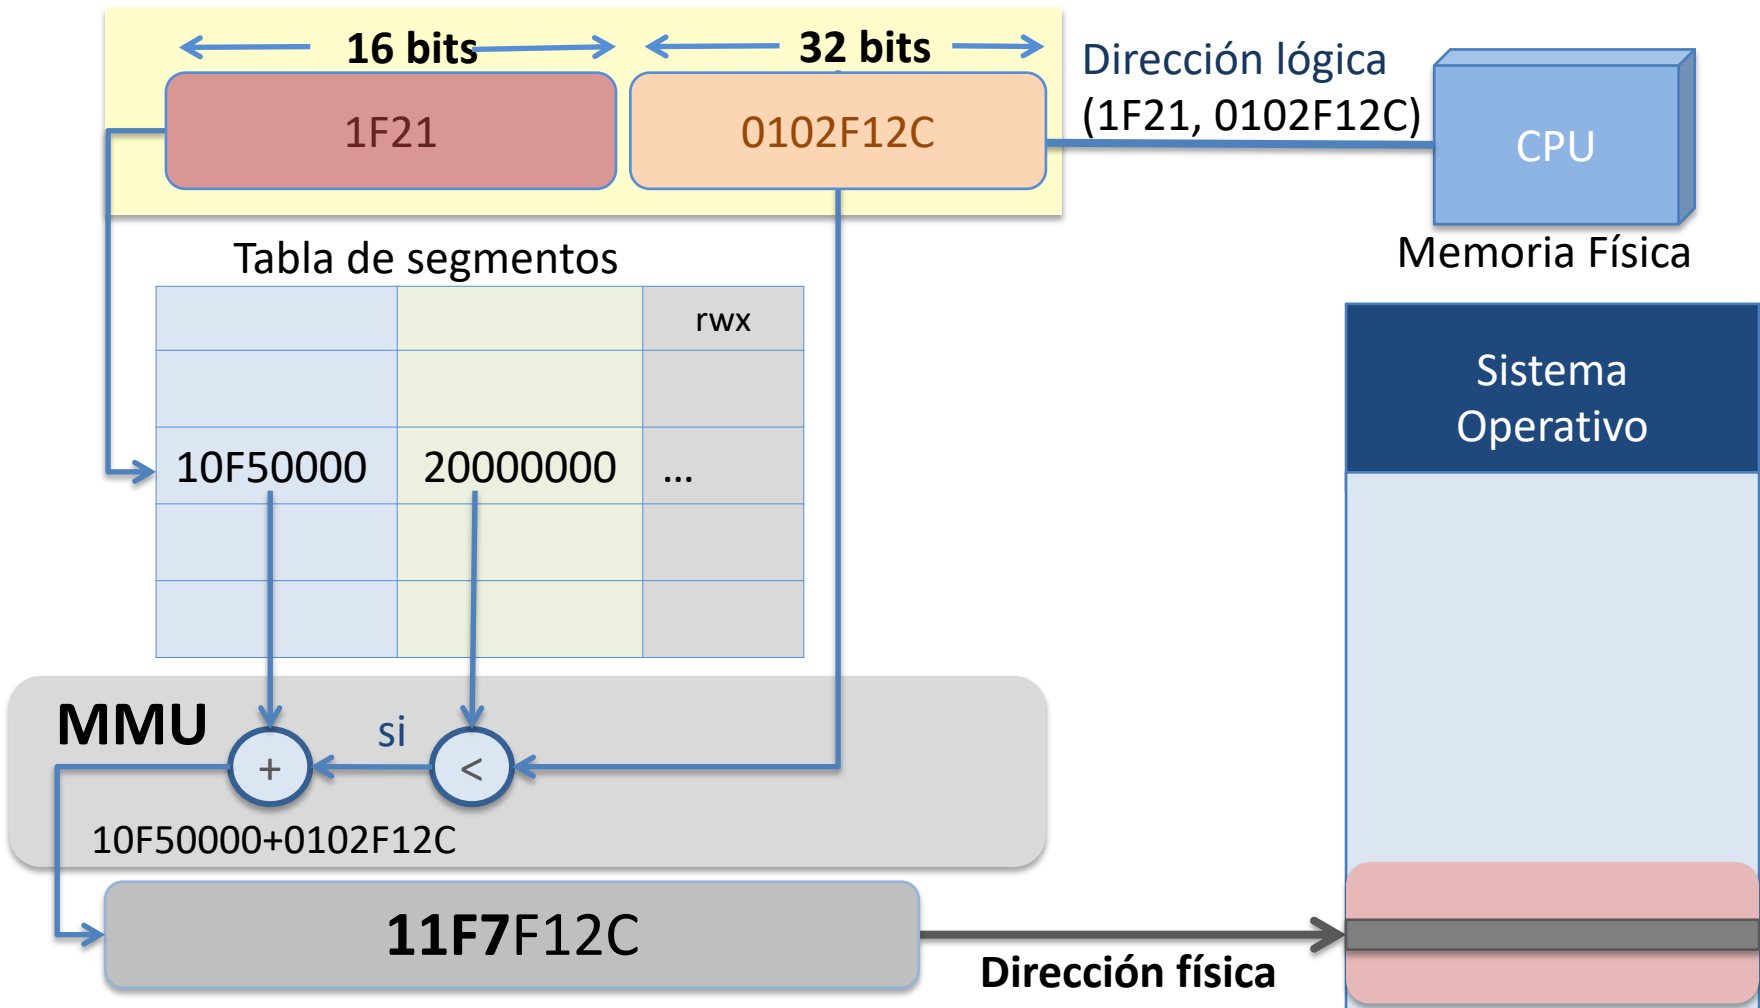 16 bits
32 bits
Dirección lógica
(1F21, 0102F12C)
1F21
0102F12C
CPU
Tabla de segmentos
Memoria Física
rwx
Sistema
Operativo
10F50000
20000000
...
MMU
si
+
<
10F50000+0102F12C
11F7F12C
Dirección física